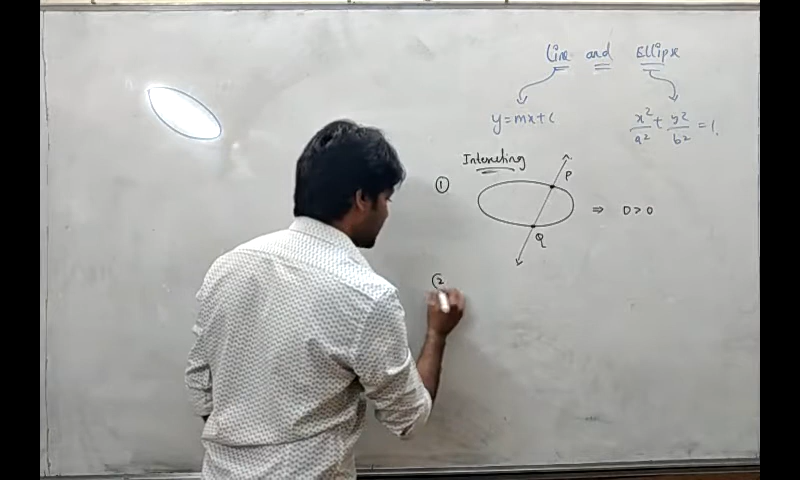 Line and Ellipse
y=mx+c
x²/a² + y²/b² = 1.
Intersecting
①
P
⇒ D>0
Q
(2